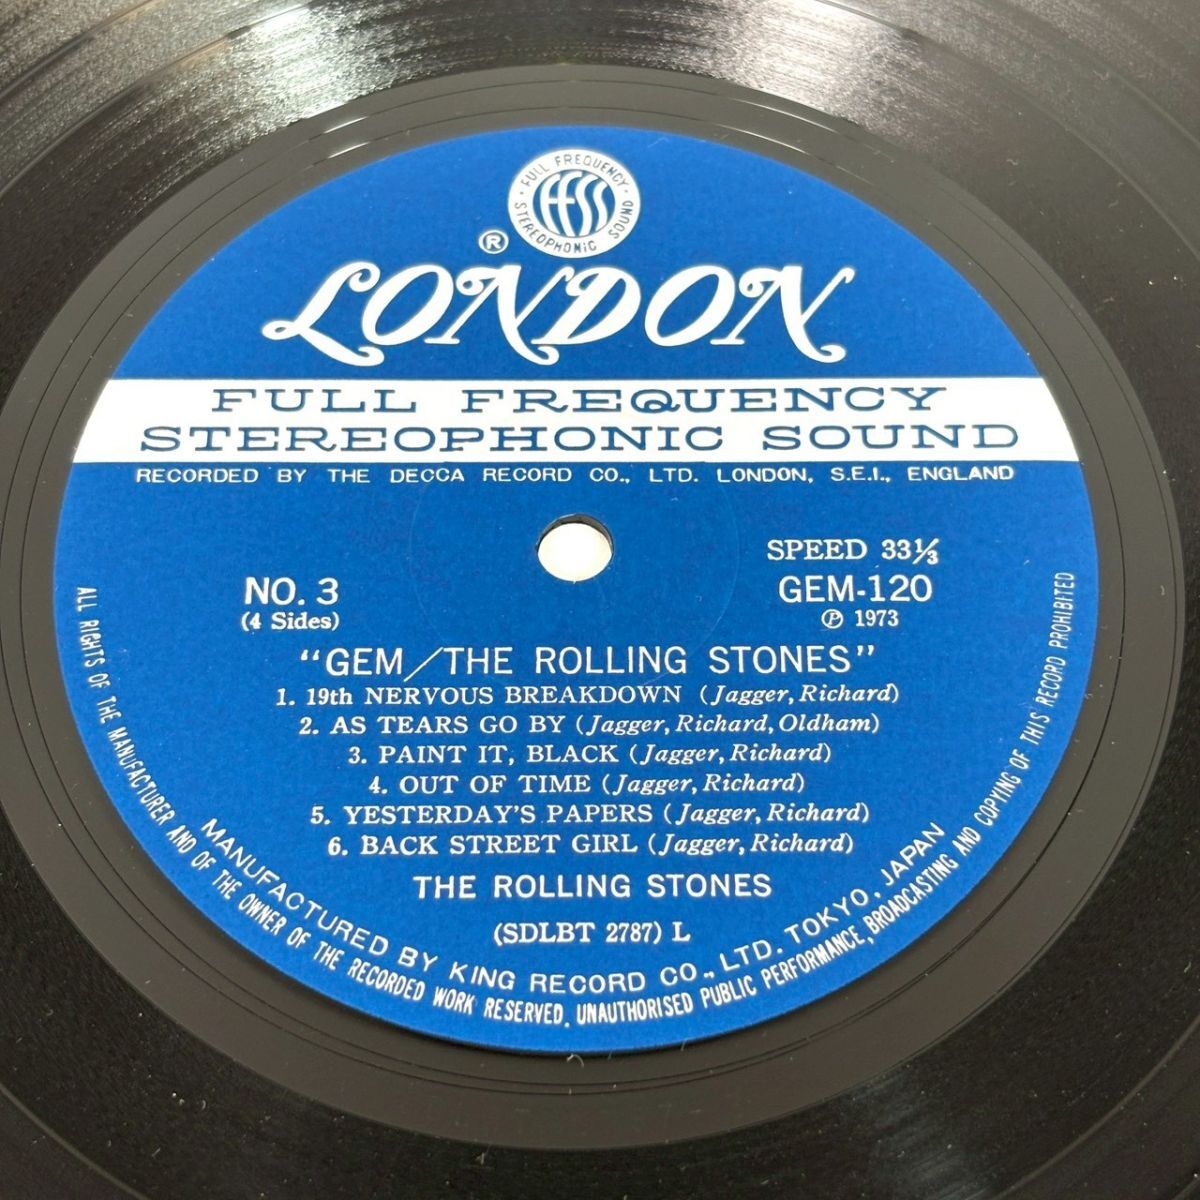 FULL FREQUENCY
FFSS
STEREOPHONIC SOUND
®
LONDON
FULL FREQUENCY
STEREOPHONIC SOUND
RECORDED BY THE DECCA RECORD CO., LTD. LONDON, S.E.I., ENGLAND
SPEED 33⅓
NO. 3
GEM-120
(4 Sides)
℗ 1973
"GEM/THE ROLLING STONES"
1. 19th NERVOUS BREAKDOWN (Jagger, Richard)
2. AS TEARS GO BY (Jagger, Richard, Oldham)
3. PAINT IT, BLACK (Jagger, Richard)
4. OUT OF TIME (Jagger, Richard)
5. YESTERDAY'S PAPERS (Jagger, Richard)
6. BACK STREET GIRL (Jagger, Richard)
THE ROLLING STONES
(SDLBT 2787) L
MANUFACTURED BY KING RECORD CO., LTD. TOKYO, JAPAN
ALL RIGHTS OF THE MANUFACTURER AND OF THE OWNER OF THE RECORDED WORK RESERVED. UNAUTHORISED PUBLIC PERFORMANCE, BROADCASTING AND COPYING OF THIS RECORD PROHIBITED